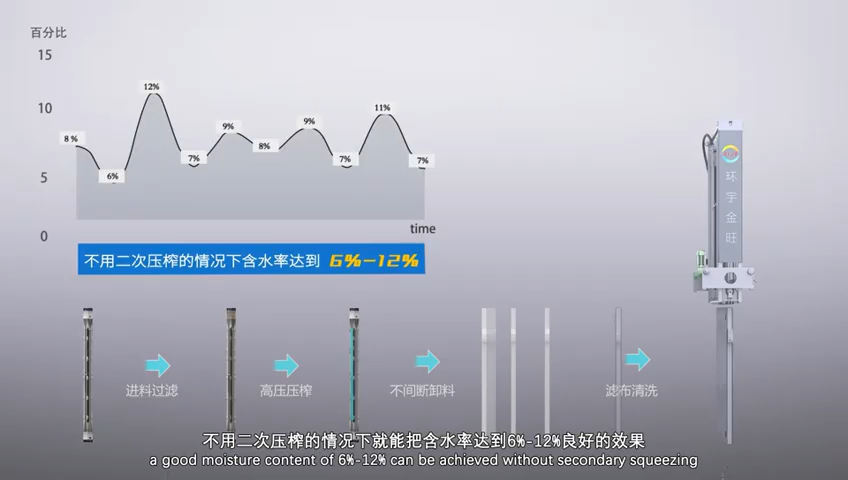 百分比
15
10
5
0
8 %
6%
12%
7%
9%
8%
9%
7%
11%
7%
time
不用二次压榨的情况下含水率达到 6%-12%
环宇金旺
进料过滤
高压压榨
不间断卸料
滤布清洗
不用二次压榨的情况下就能把含水率达到6%-12%良好的效果
a good moisture content of 6%-12% can be achieved without secondary squeezing